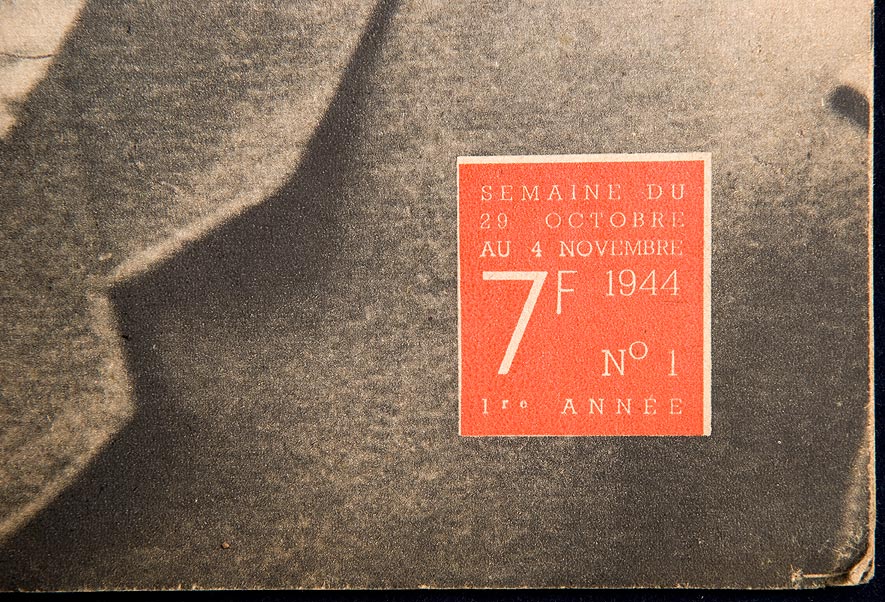 SEMAINE DU
29 OCTOBRE
AU 4 NOVEMBRE
7F 1944
Nº 1
1re ANNÉE